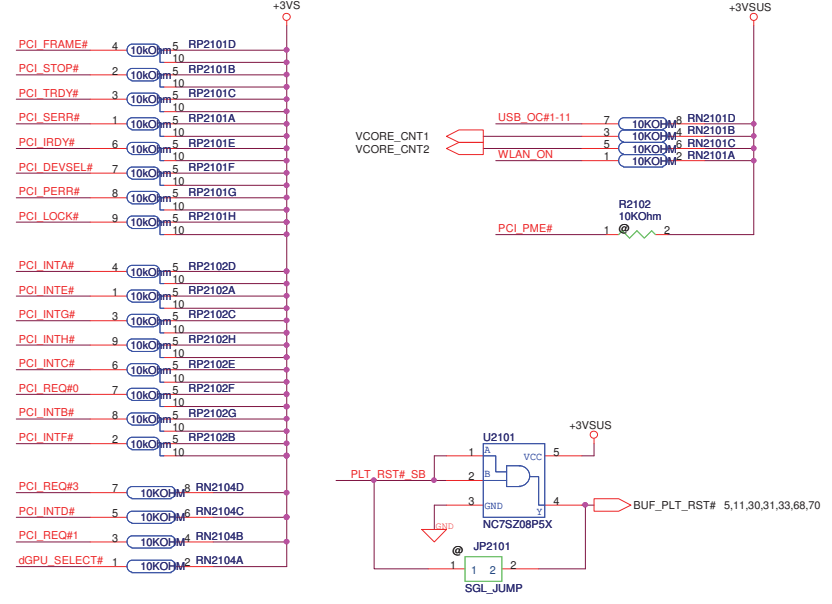 +3VS
PCI_FRAME# 4 10kOhm 5 RP2101D
10
PCI_STOP# 2 10kOhm 5 RP2101B
10
PCI_TRDY# 3 10kOhm 5 RP2101C
10
PCI_SERR# 1 10kOhm 5 RP2101A
10
PCI_IRDY# 6 10kOhm 5 RP2101E
10
PCI_DEVSEL# 7 10kOhm 5 RP2101F
10
PCI_PERR# 8 10kOhm 5 RP2101G
10
PCI_LOCK# 9 10kOhm 5 RP2101H
10
PCI_INTA# 4 10kOhm 5 RP2102D
10
PCI_INTE# 1 10kOhm 5 RP2102A
10
PCI_INTG# 3 10kOhm 5 RP2102C
10
PCI_INTH# 9 10kOhm 5 RP2102H
10
PCI_INTC# 6 10kOhm 5 RP2102E
10
PCI_REQ#0 7 10kOhm 5 RP2102F
10
PCI_INTB# 8 10kOhm 5 RP2102G
10
PCI_INTF# 2 10kOhm 5 RP2102B
10
PCI_REQ#3 7 10KOHM 8 RN2104D
PCI_INTD# 5 10KOHM 6 RN2104C
PCI_REQ#1 3 10KOHM 4 RN2104B
dGPU_SELECT# 1 10KOHM 2 RN2104A
+3VSUS
USB_OC#1-11 7 10KOHM 8 RN2101D
VCORE_CNT1 3 10KOHM 4 RN2101B
VCORE_CNT2 5 10KOHM 6 RN2101C
WLAN_ON 1 10KOHM 2 RN2101A
R2102
10KOhm
PCI_PME# 1 @ 2
+3VSUS
U2101
1 A VCC 5
PLT_RST#_SB 2 B
3 GND Y 4 BUF_PLT_RST# 5,11,30,31,33,68,70
GND
NC7SZ08P5X
@ JP2101
1 1 2 2
SGL_JUMP